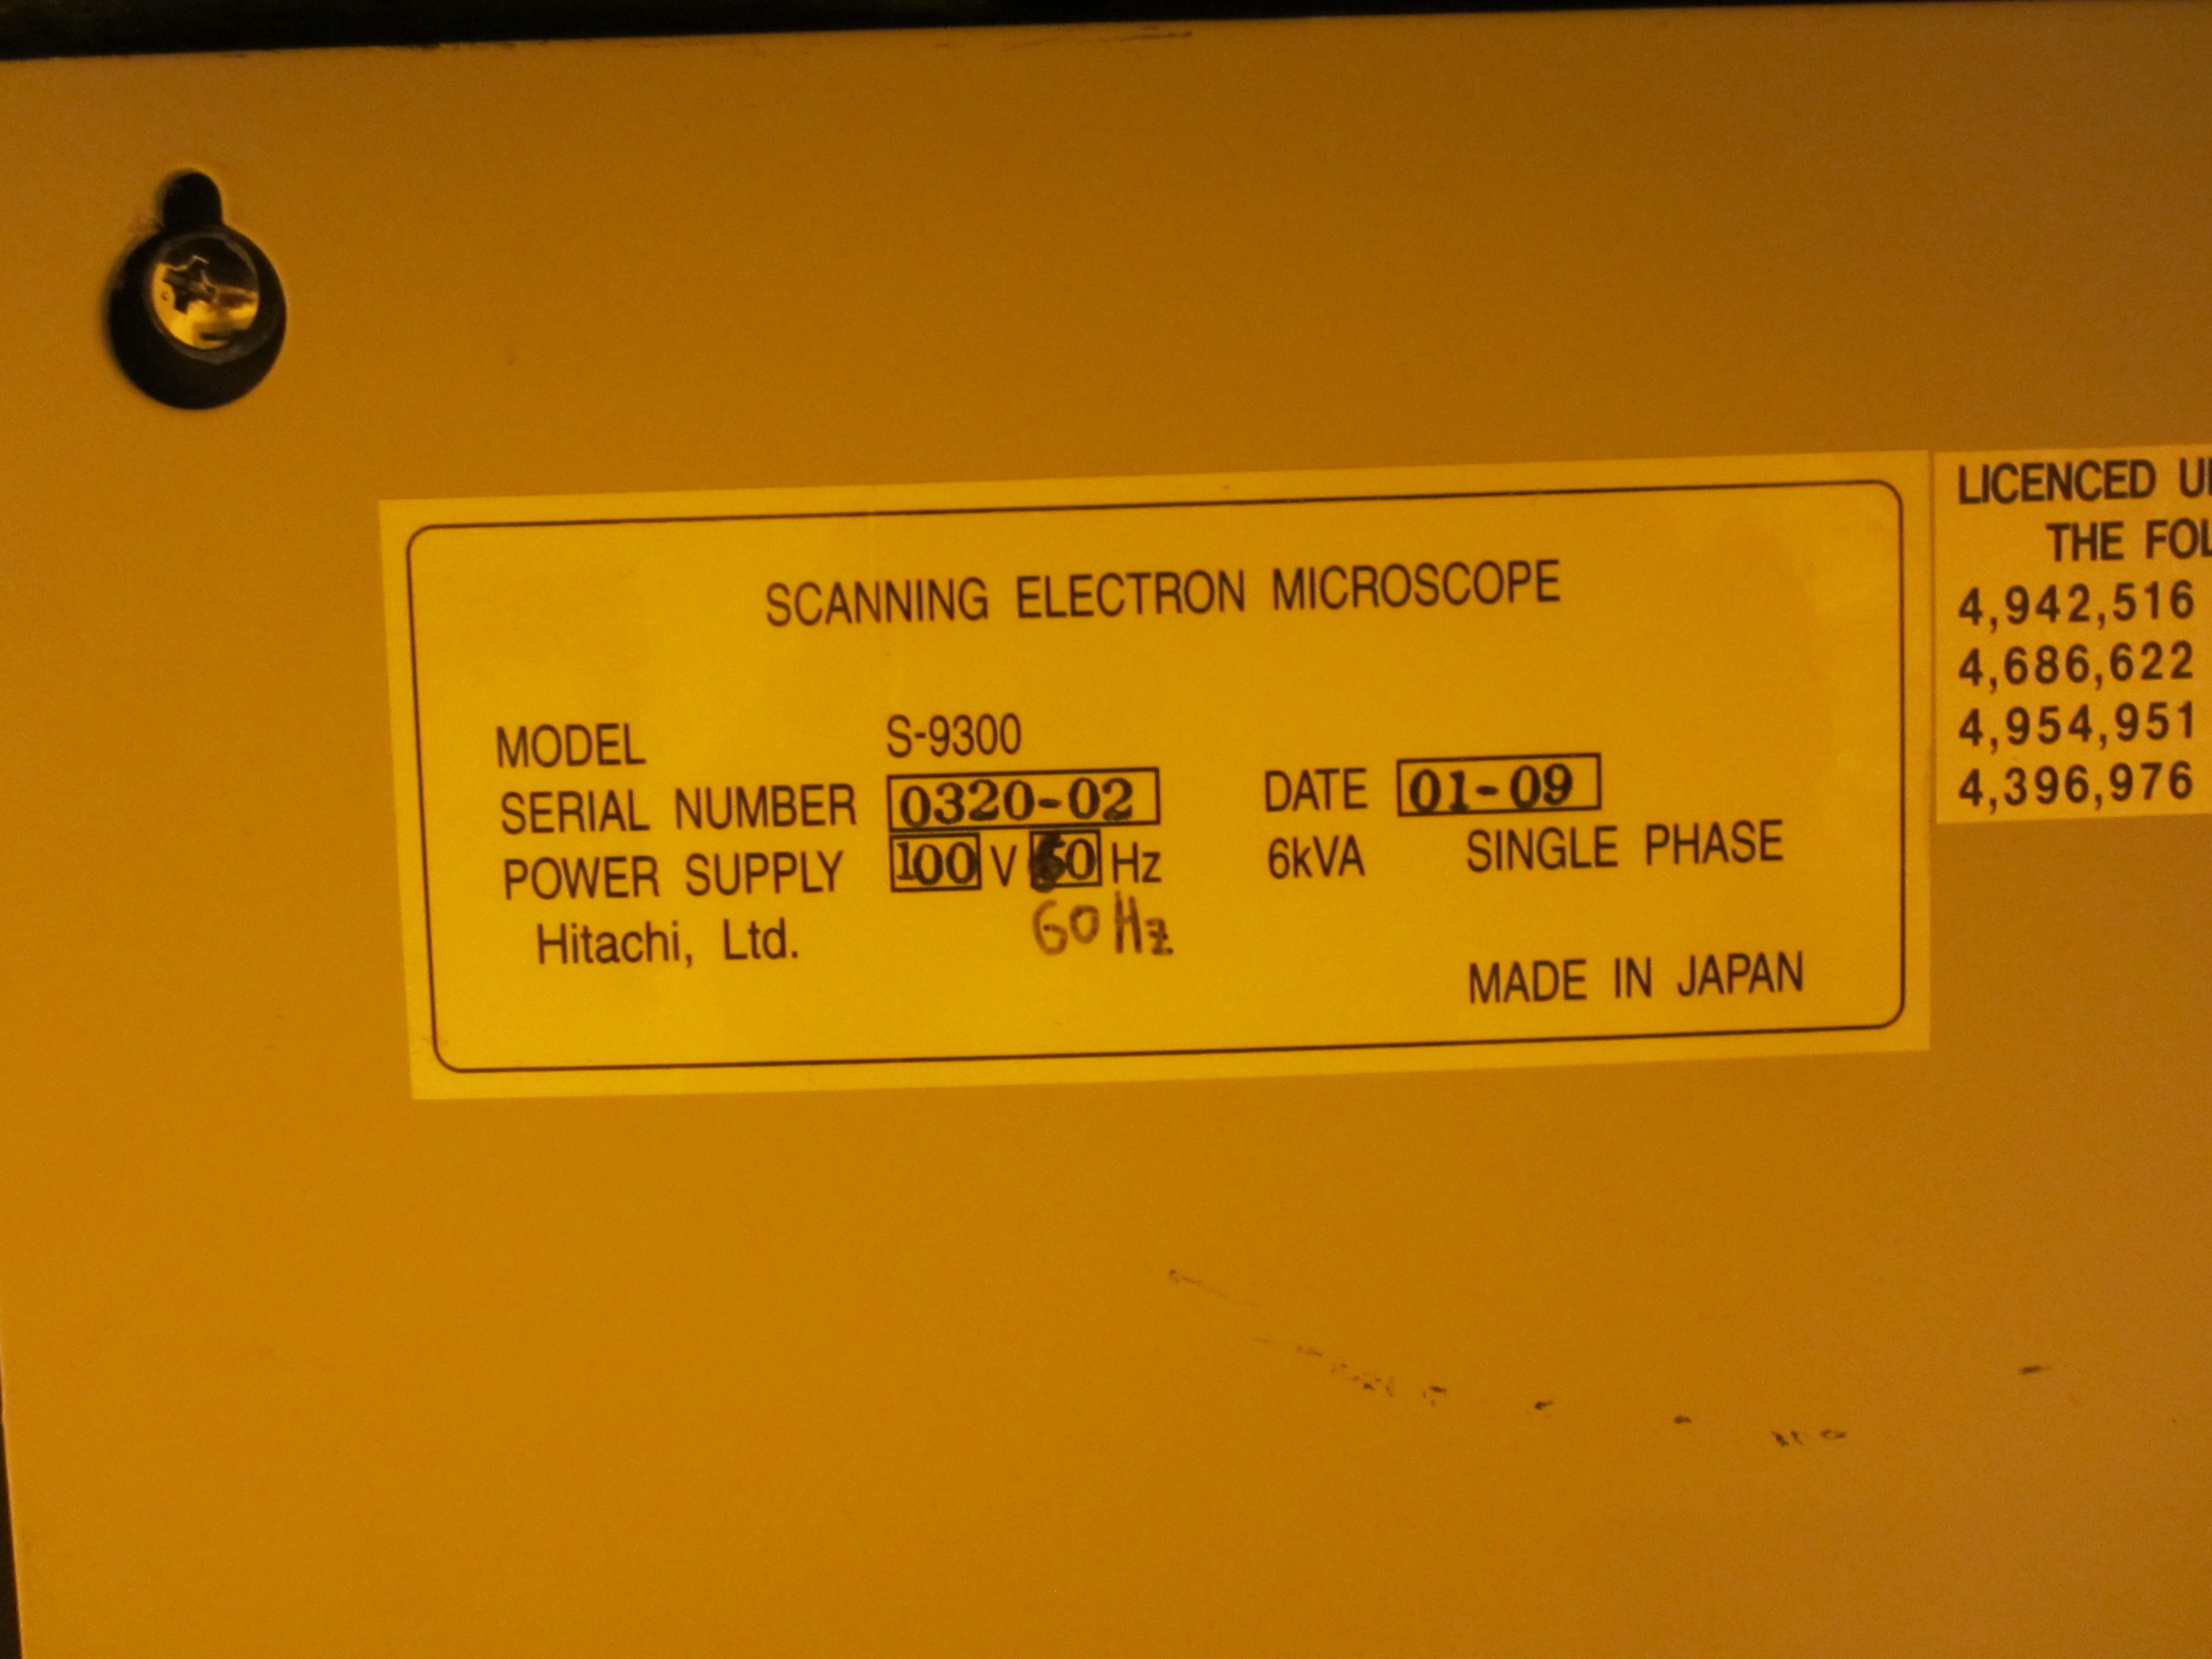 SCANNING ELECTRON MICROSCOPE
MODEL S-9300
SERIAL NUMBER 0320-02 DATE 01-09
POWER SUPPLY 100 V 60 Hz 6kVA SINGLE PHASE
60 Hz
Hitachi, Ltd.
MADE IN JAPAN
LICENCED
THE
4,942,516
4,686,622
4,954,951
4,396,976